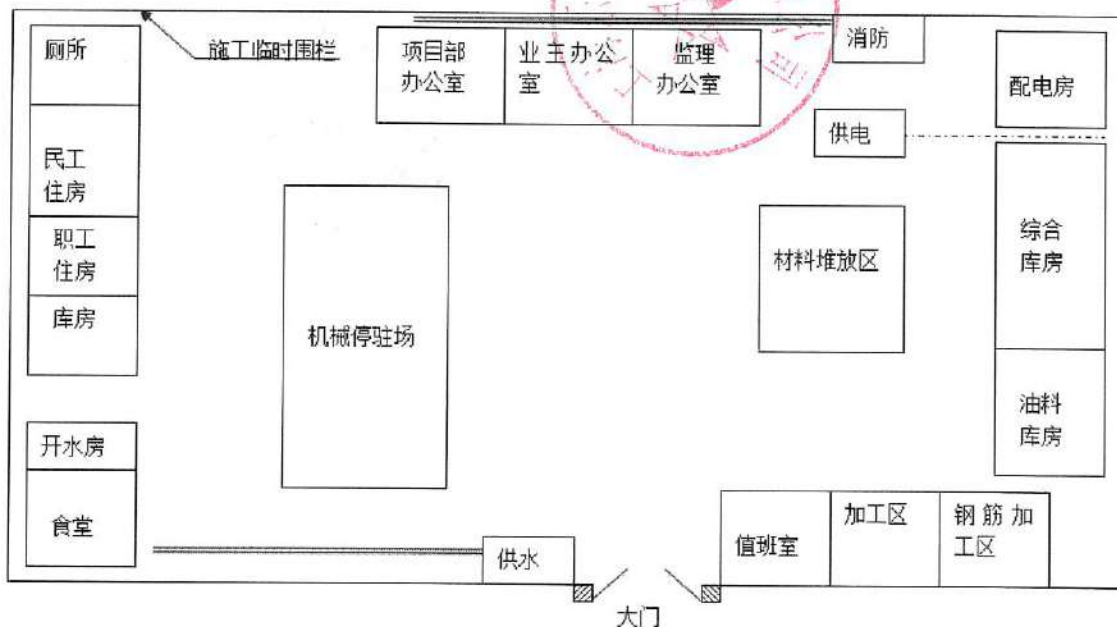 厕所
施工临时围栏
项目部
办公室
业主办公
室
监理
办公室
消防
配电房
供电
民工
住房
职工
住房
库房
机械停驻场
材料堆放区
综合
库房
油料
库房
开水房
食堂
供水
值班室
加工区
钢筋加
工区
大门